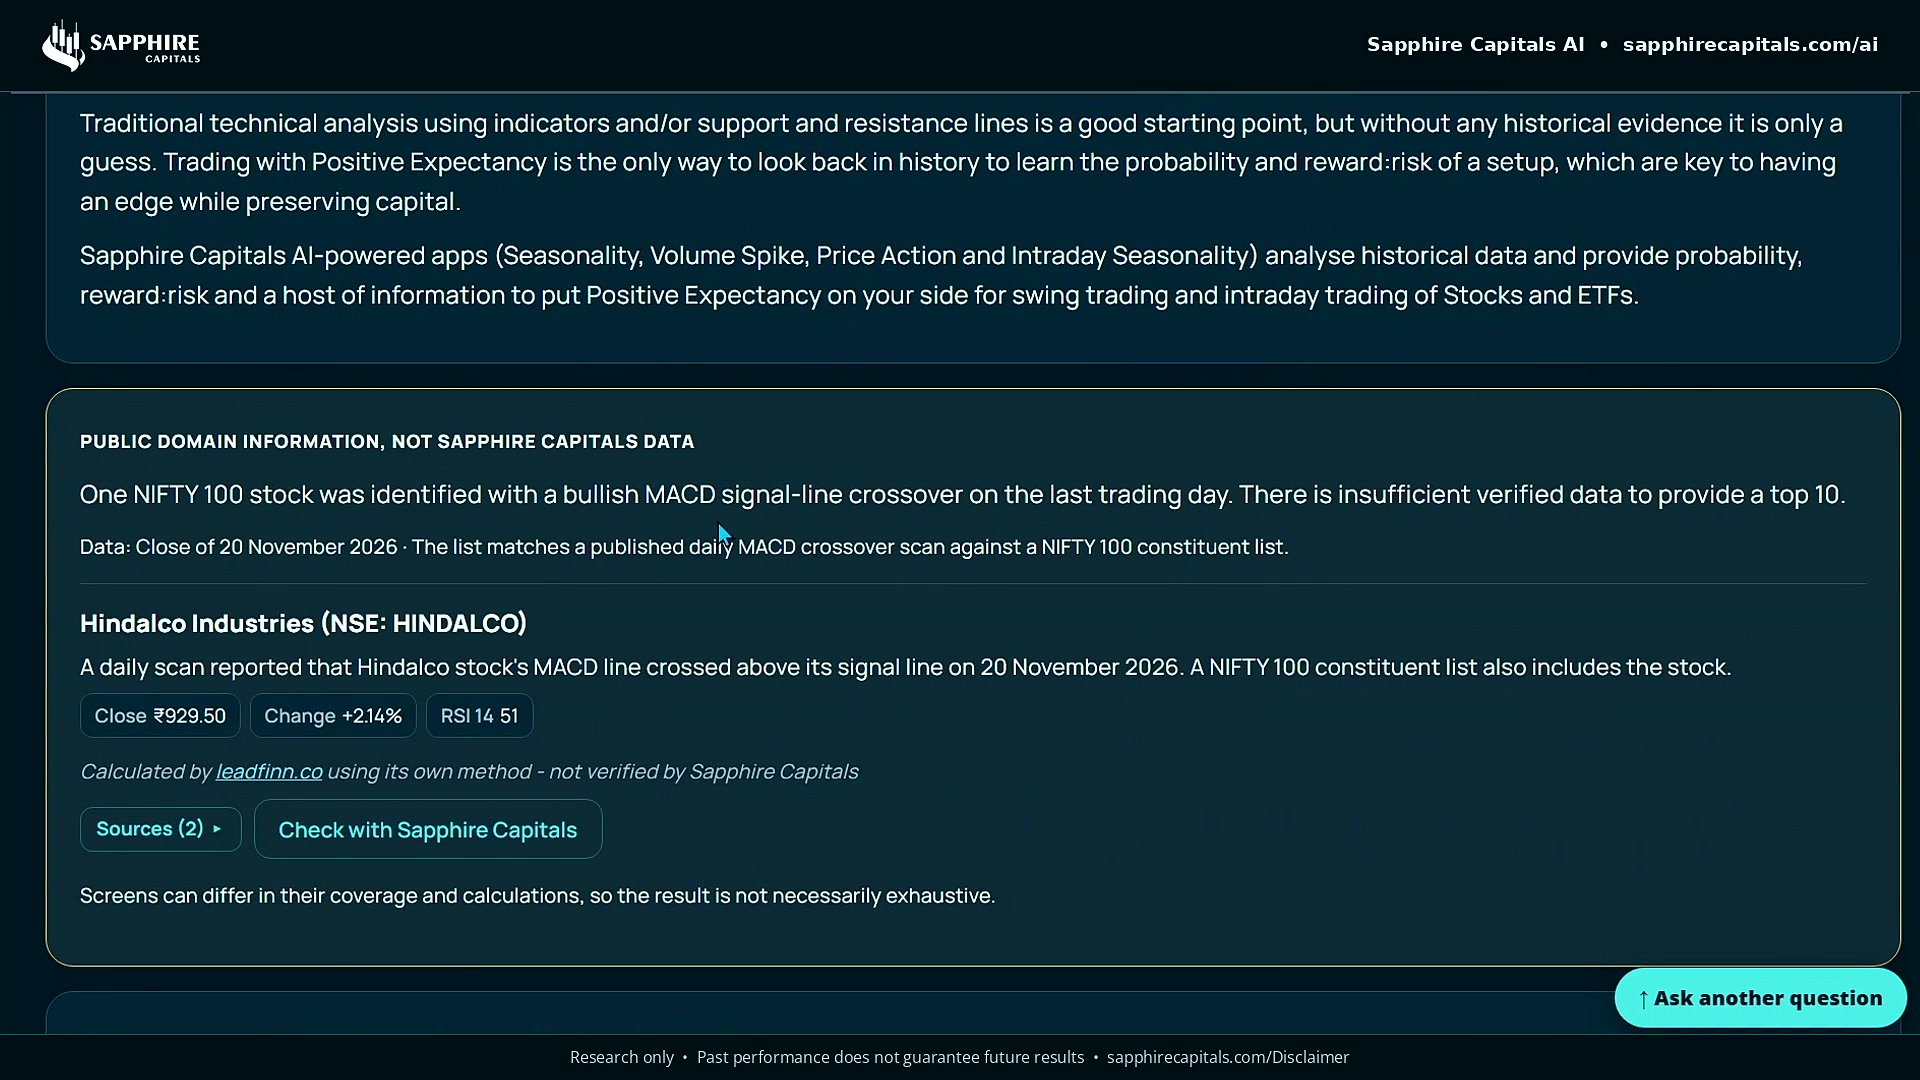 SAPPHIRE
CAPITALS
Sapphire Capitals AI • sapphirecapitals.com/ai
Traditional technical analysis using indicators and/or support and resistance lines is a good starting point, but without any historical evidence it is only a
guess. Trading with Positive Expectancy is the only way to look back in history to learn the probability and reward:risk of a setup, which are key to having
an edge while preserving capital.
Sapphire Capitals AI-powered apps (Seasonality, Volume Spike, Price Action and Intraday Seasonality) analyse historical data and provide probability,
reward:risk and a host of information to put Positive Expectancy on your side for swing trading and intraday trading of Stocks and ETFs.
PUBLIC DOMAIN INFORMATION, NOT SAPPHIRE CAPITALS DATA
One NIFTY 100 stock was identified with a bullish MACD signal-line crossover on the last trading day. There is insufficient verified data to provide a top 10.
Data: Close of 20 November 2026 · The list matches a published daily MACD crossover scan against a NIFTY 100 constituent list.
Hindalco Industries (NSE: HINDALCO)
A daily scan reported that Hindalco stock's MACD line crossed above its signal line on 20 November 2026. A NIFTY 100 constituent list also includes the stock.
Close ₹929.50 Change +2.14% RSI 14 51
Calculated by leadfinn.co using its own method - not verified by Sapphire Capitals
Sources (2) ▸ Check with Sapphire Capitals
Screens can differ in their coverage and calculations, so the result is not necessarily exhaustive.
↑ Ask another question
Research only • Past performance does not guarantee future results • sapphirecapitals.com/Disclaimer